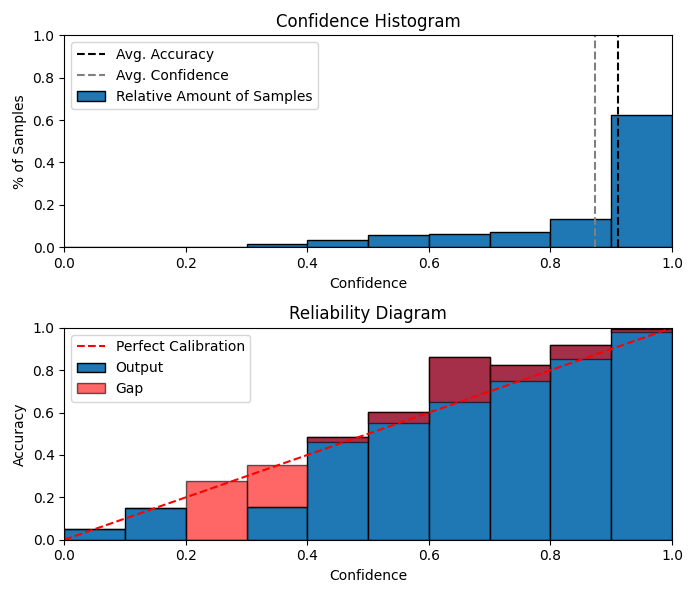 Confidence Histogram
1.0
0.8
0.6
0.4
0.2
0.0
% of Samples
Avg. Accuracy
Avg. Confidence
Relative Amount of Samples
0.0 0.2 0.4 0.6 0.8 1.0
Confidence
Reliability Diagram
1.0
0.8
0.6
0.4
0.2
0.0
Accuracy
Perfect Calibration
Output
Gap
0.0 0.2 0.4 0.6 0.8 1.0
Confidence